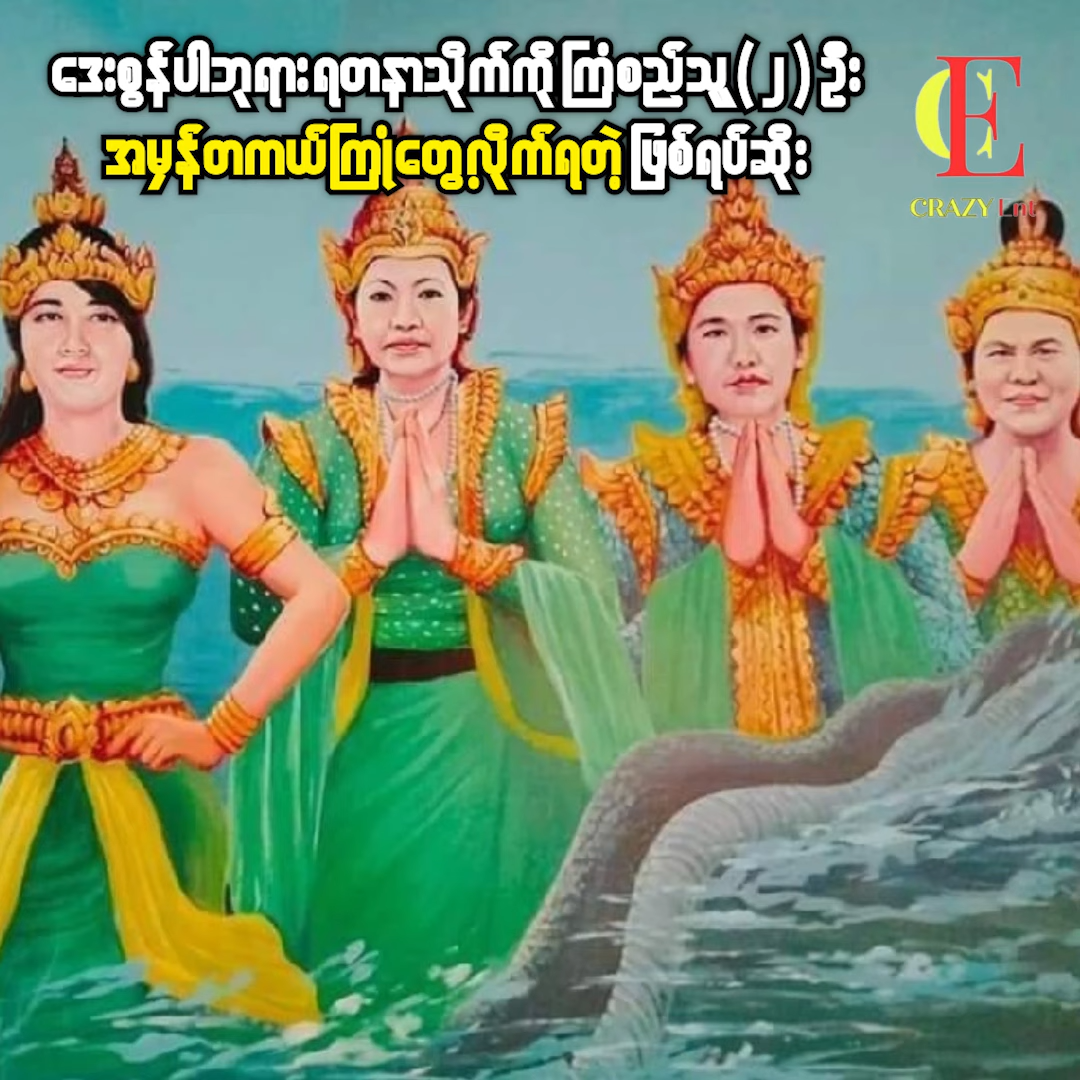 ဒေးစွန်ပါဘုရား ရတနာသိုက်ကို ကြံစည်သူ (၂) ဦး
အမှန်တကယ်ကြုံတွေ့လိုက်ရတဲ့ ဖြစ်ရပ်ဆိုး
CE
CRAZY Ent